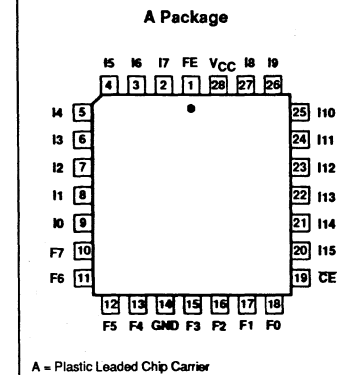 A Package
I5 I6 I7 FE VCC I8 I9
4 3 2 1 28 27 26
I4 5 25 I10
I3 6 24 I11
I2 7 23 I12
I1 8 22 I13
I0 9 21 I14
F7 10 20 I15
F6 11 19 C̅E̅
12 13 14 15 16 17 18
F5 F4 GND F3 F2 F1 F0
A = Plastic Leaded Chip Carrier